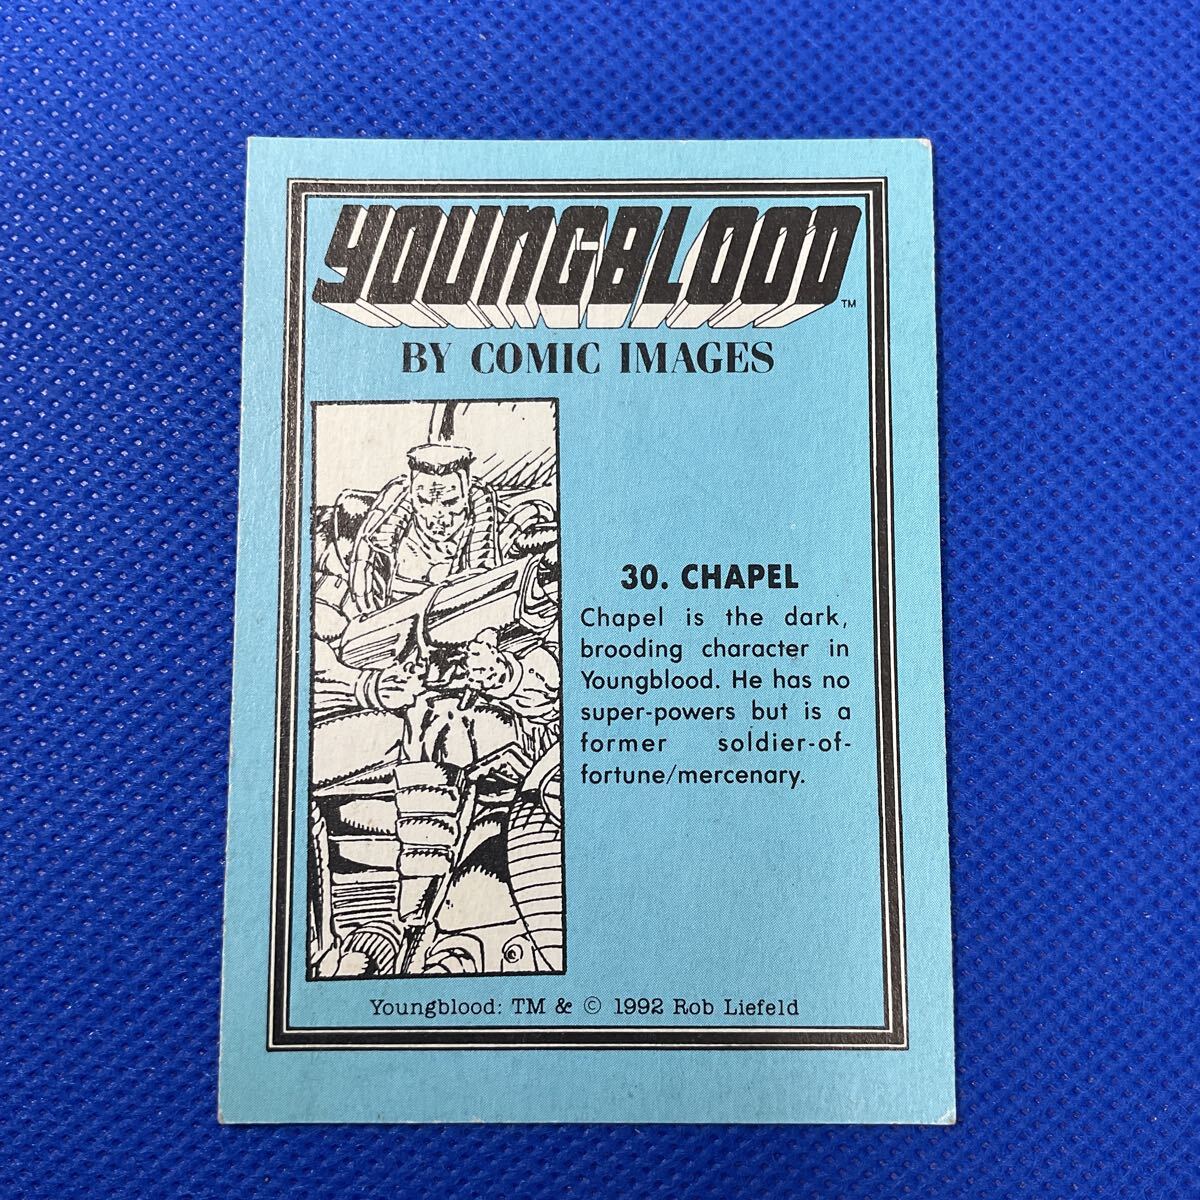 YOUNGBLOOD
TM
BY COMIC IMAGES
30. CHAPEL
Chapel is the dark,
brooding character in
Youngblood. He has no
super-powers but is a
former soldier-of-
fortune/mercenary.
Youngblood: TM & © 1992 Rob Liefeld